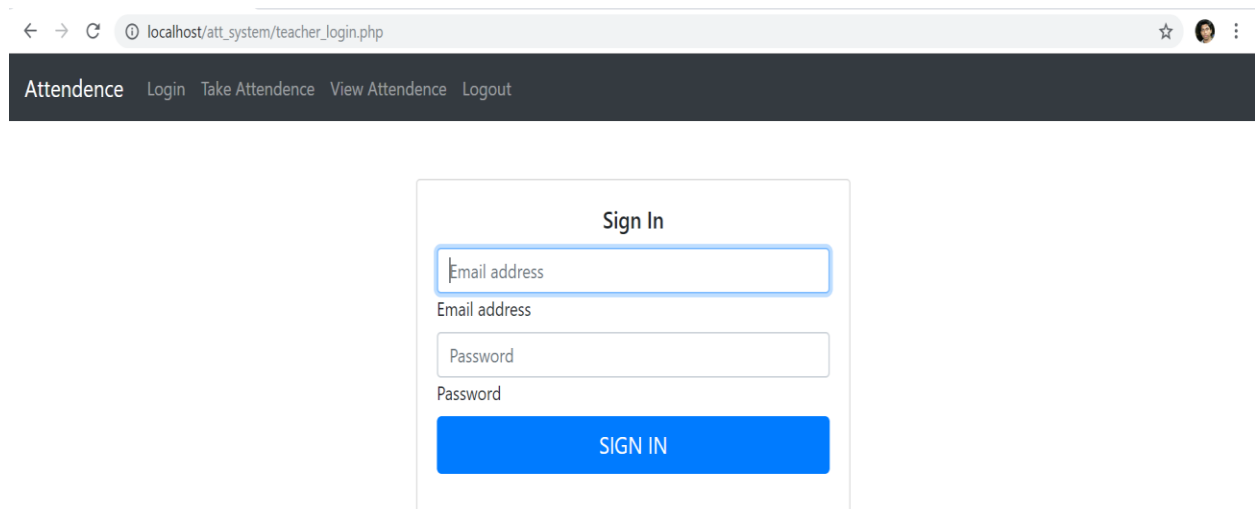 localhost/att_system/teacher_login.php
Attendence Login Take Attendence View Attendence Logout
Sign In
Email address
Email address
Password
Password
SIGN IN